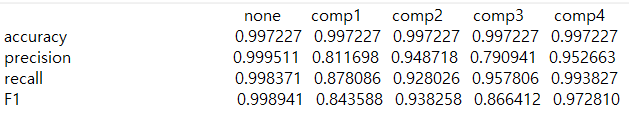 none comp1 comp2 comp3 comp4
accuracy 0.997227 0.997227 0.997227 0.997227 0.997227
precision 0.999511 0.811698 0.948718 0.790941 0.952663
recall 0.998371 0.878086 0.928026 0.957806 0.993827
F1 0.998941 0.843588 0.938258 0.866412 0.972810